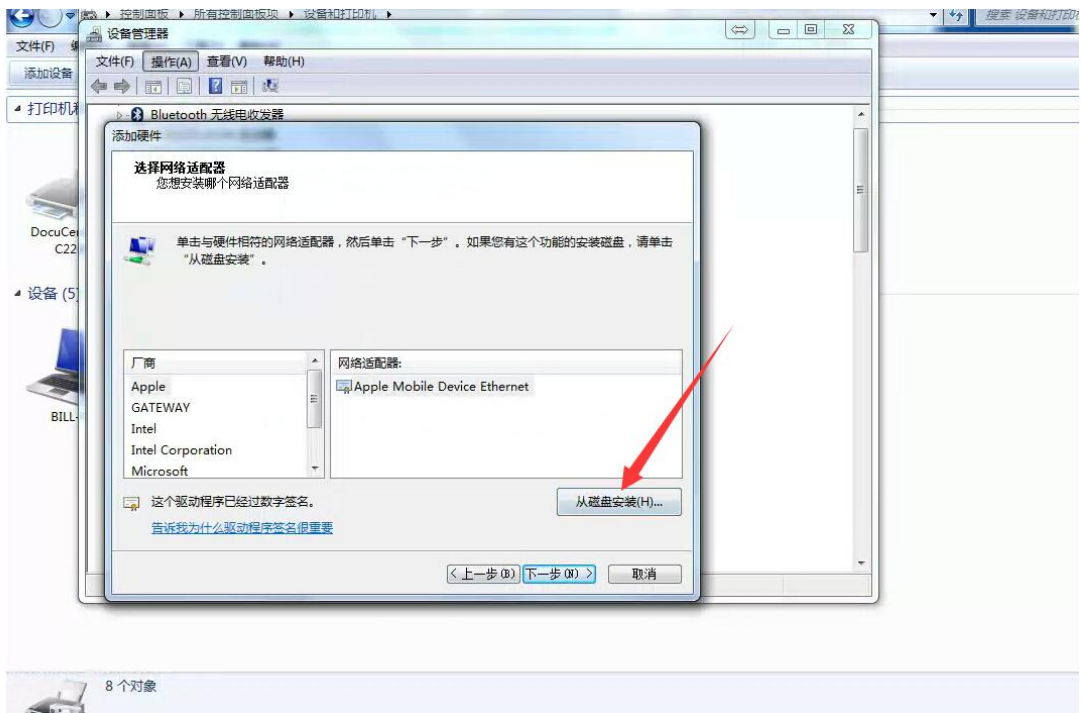 控制面板 ▸ 所有控制面板项 ▸ 设备和打印机 ▸
搜索 设备和打印
文件(F)
设备管理器
文件(F) 操作(A) 查看(V) 帮助(H)
添加设备
打印机
Bluetooth 无线电收发器
添加硬件
选择网络适配器
您想安装哪个网络适配器
单击与硬件相符的网络适配器，然后单击“下一步”。如果您有这个功能的安装磁盘，请单击
“从磁盘安装”。
DocuCe
C22
设备 (5)
厂商
Apple
GATEWAY
Intel
Intel Corporation
Microsoft
网络适配器:
Apple Mobile Device Ethernet
BILL-
这个驱动程序已经过数字签名。
告诉我为什么驱动程序签名很重要
从磁盘安装(H)...
< 上一步(B) 下一步(N) > 取消
8 个对象